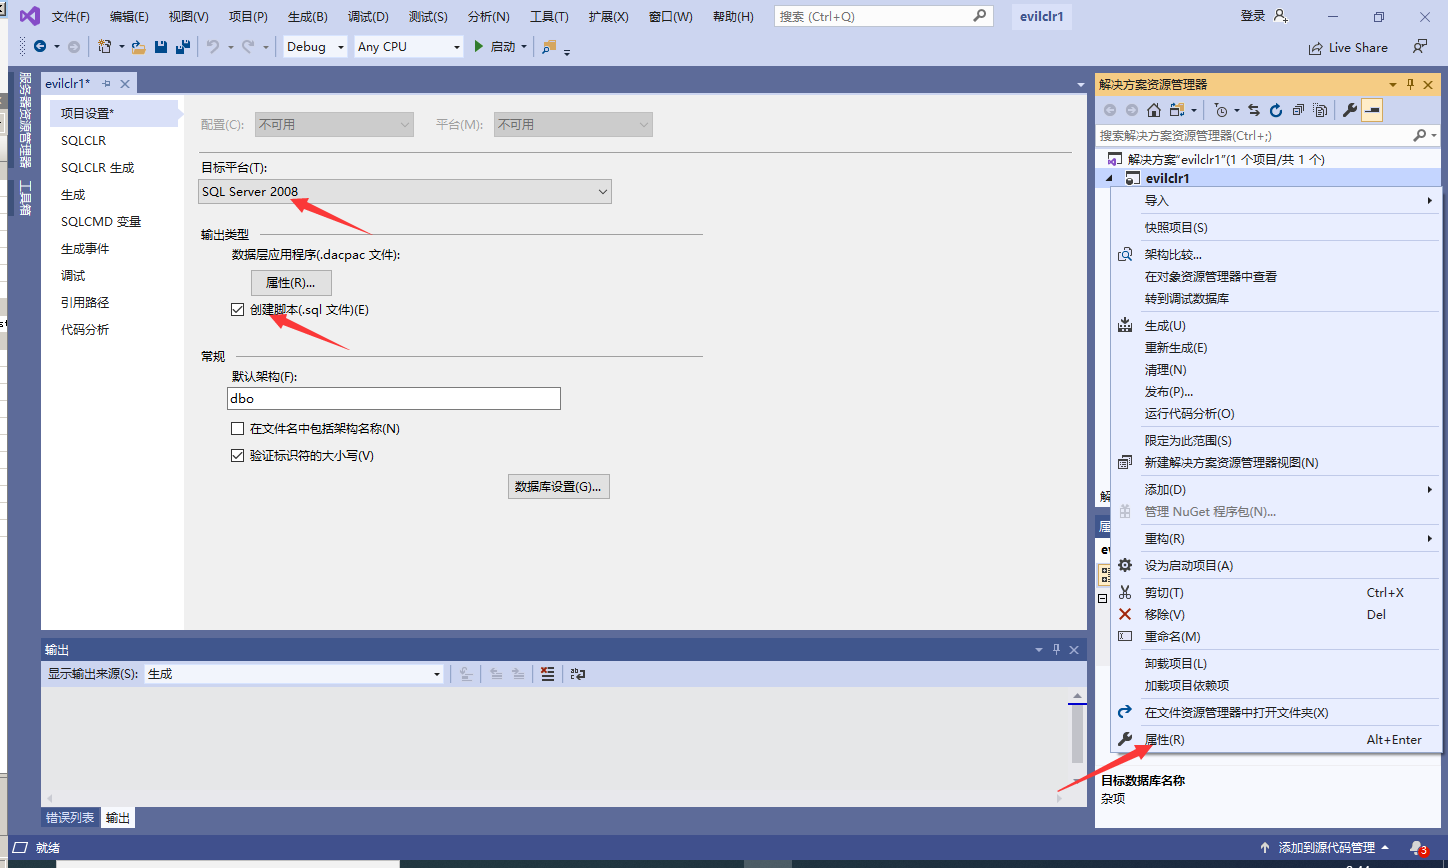 文件(F) 编辑(E) 视图(V) 项目(P) 生成(B) 调试(D) 测试(S) 分析(N) 工具(T) 扩展(X) 窗口(W) 帮助(H) 搜索 (Ctrl+Q) evilclr1 登录
Debug Any CPU 启动 Live Share
服务器资源管理器
工具箱
evilclr1*
项目设置*
SQLCLR
SQLCLR 生成
生成
SQLCMD 变量
生成事件
调试
引用路径
代码分析
配置(C): 不可用 平台(M): 不可用
目标平台(T):
SQL Server 2008
输出类型
数据层应用程序(.dacpac 文件):
属性(R)...
创建脚本(.sql 文件)(E)
常规
默认架构(F):
dbo
在文件名中包括架构名称(N)
验证标识符的大小写(V)
数据库设置(G)...
输出
显示输出来源(S): 生成
错误列表 输出
解决方案资源管理器
搜索解决方案资源管理器(Ctrl+;)
解决方案"evilclr1"(1 个项目/共 1 个)
evilclr1
导入
快照项目(S)
架构比较...
在对象资源管理器中查看
转到调试数据库
生成(U)
重新生成(E)
清理(N)
发布(P)...
运行代码分析(O)
限定为此范围(S)
新建解决方案资源管理器视图(N)
添加(D)
管理 NuGet 程序包(N)...
重构(R)
设为启动项目(A)
剪切(T) Ctrl+X
移除(V) Del
重命名(M)
卸载项目(L)
加载项目依赖项
在文件资源管理器中打开文件夹(X)
属性(R) Alt+Enter
目标数据库名称
杂项
就绪 添加到源代码管理 3